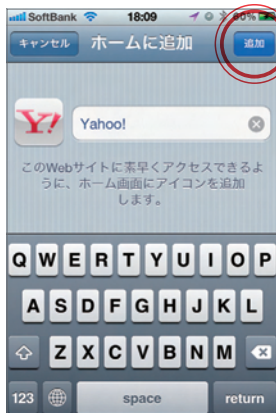 SoftBank 18:09 60%
キャンセル ホームに追加 追加
Y!
Yahoo!
このWebサイトに素早くアクセスできるよ
うに、ホーム画面にアイコンを追加
します。
Q W E R T Y U I O P
A S D F G H J K L
Z X C V B N M
123 space return